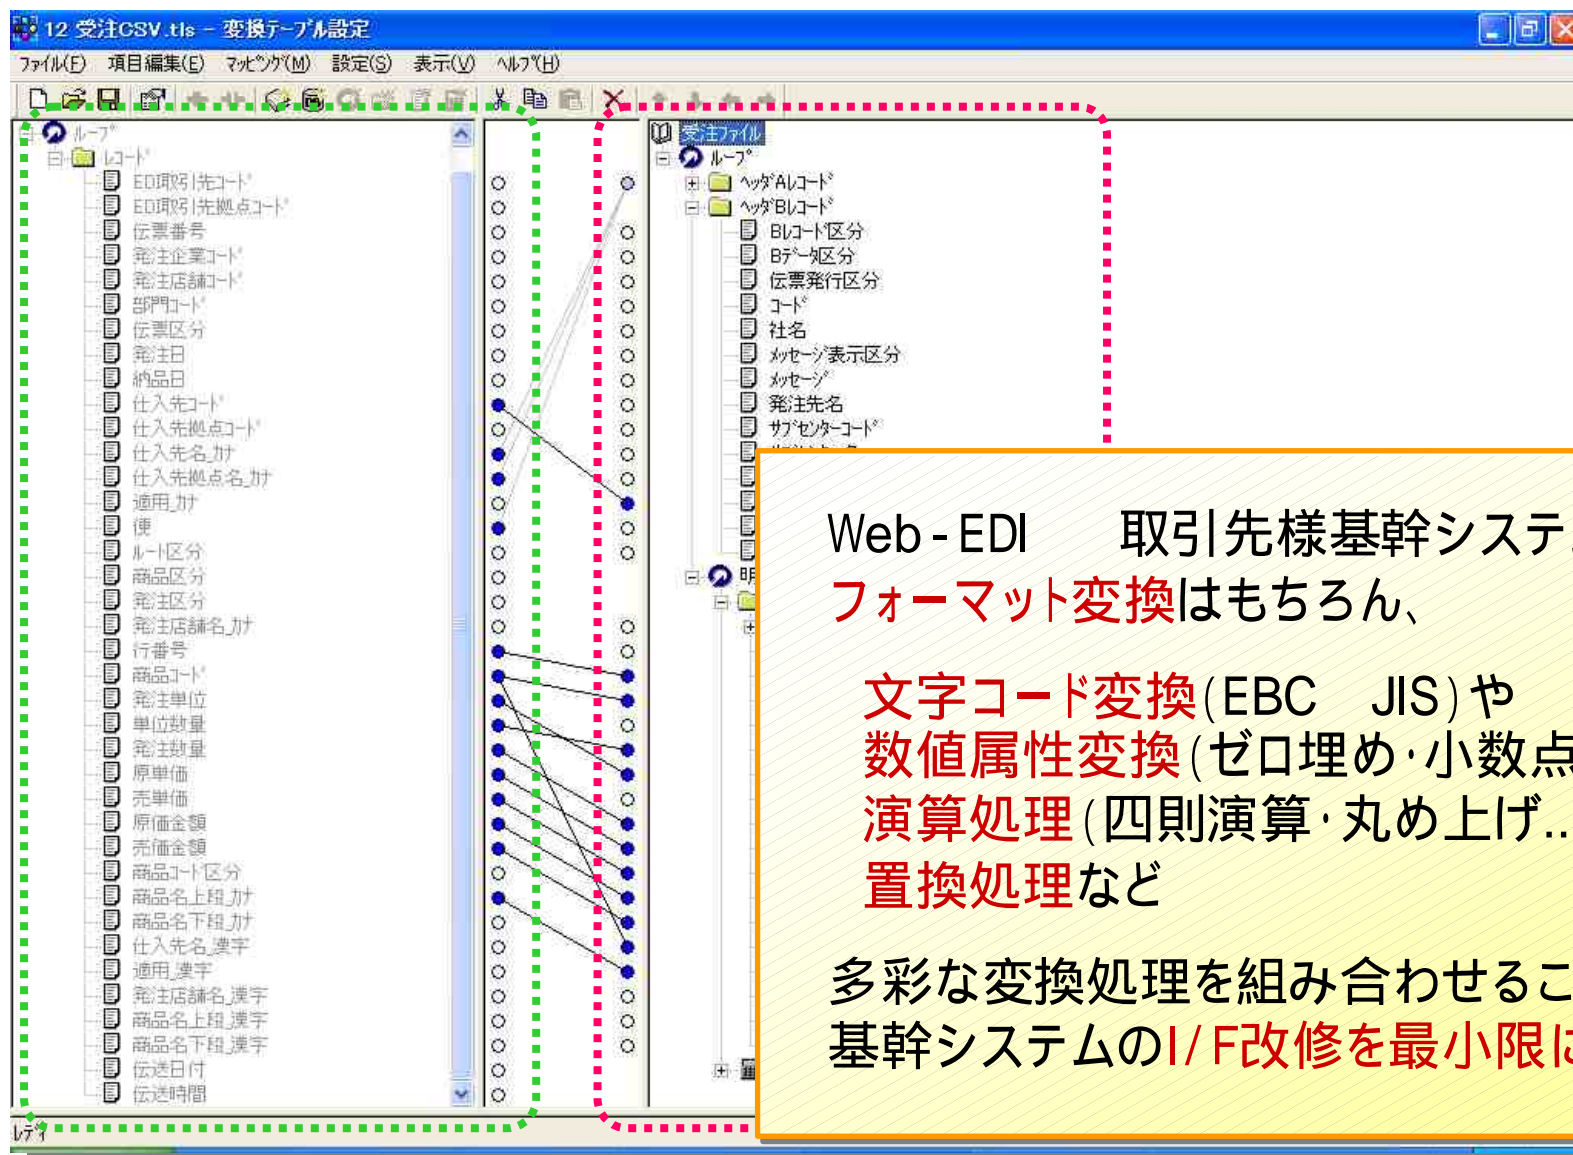 12 受注CSV.tls - 変換テーブル設定
ファイル(F) 項目編集(E) マッピング(M) 設定(S) 表示(V) ヘルプ(H)
ループ
レコード
EDI取引先コード
EDI取引先拠点コード
伝票番号
発注企業コード
発注店舗コード
部門コード
伝票区分
発注日
納品日
仕入先コード
仕入先拠点コード
仕入先名_カナ
仕入先拠点名_カナ
適用_カナ
便
ルート区分
商品区分
発注区分
発注店舗名_カナ
行番号
商品コード
発注単位
単位数量
発注数量
原単価
売単価
原価金額
売価金額
商品コード区分
商品名上段_カナ
商品名下段_カナ
仕入先名_漢字
適用_漢字
発注店舗名_漢字
商品名上段_漢字
商品名下段_漢字
伝送日付
伝送時間
受注ファイル
ループ
ヘッダAレコード
ヘッダBレコード
Bレコード区分
Bデータ区分
伝票発行区分
コード
社名
メッセージ表示区分
メッセージ
発注先名
サブセンターコード
明
Web-EDI 取引先様基幹システ
フォーマット変換はもちろん、
文字コード変換(EBC JIS)や
数値属性変換(ゼロ埋め・小数点
演算処理(四則演算・丸め上げ..
置換処理など
多彩な変換処理を組み合わせるこ
基幹システムのI/F改修を最小限に
レディ